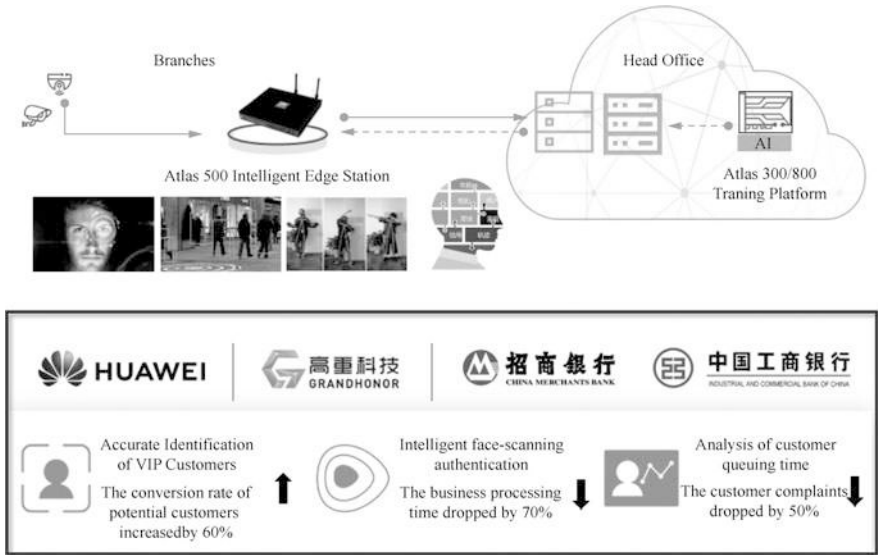 Branches
Head Office
AI
Atlas 500 Intelligent Edge Station
Atlas 300/800
Traning Platform
HUAWEI
高重科技
GRANDHONOR
招商银行
CHINA MERCHANTS BANK
中国工商银行
INDUSTRIAL AND COMMERCIAL BANK OF CHINA
Accurate Identification
of VIP Customers
The conversion rate of
potential customers
increasedby 60%
Intelligent face-scanning
authentication
The business processing
time dropped by 70%
Analysis of customer
queuing time
The customer complaints
dropped by 50%